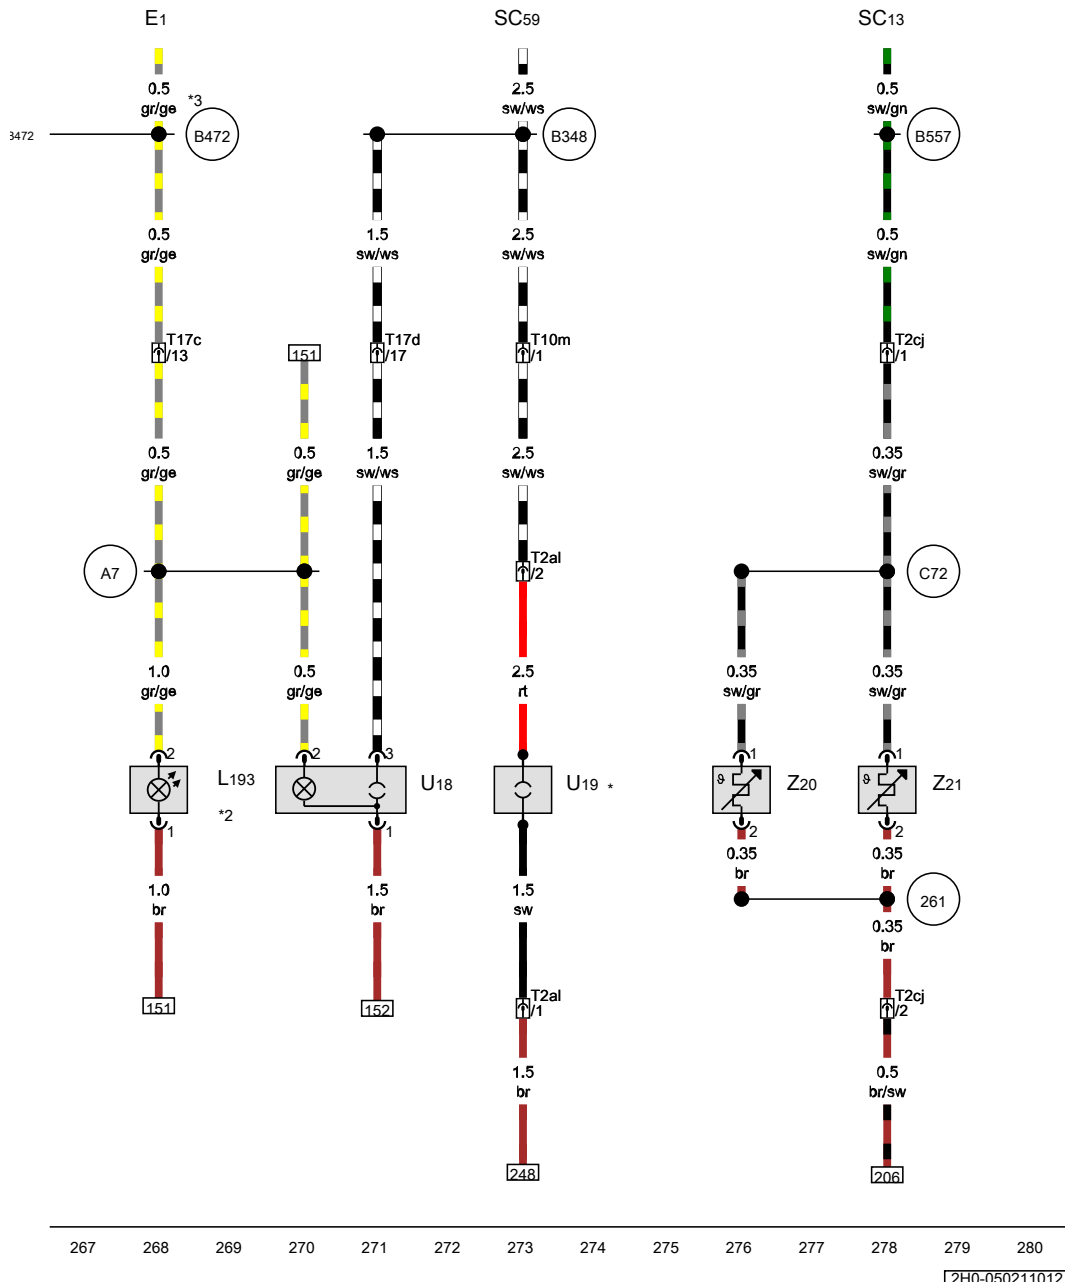 E1 SC59 SC13
0.5
gr/ge
*3
B472
B472
2.5
sw/ws
B348
0.5
sw/gn
B557
0.5
gr/ge
1.5
sw/ws
2.5
sw/ws
0.5
sw/gn
T17c
/13
151
T17d
/17
T10m
/1
T2cj
/1
0.5
gr/ge
0.5
gr/ge
1.5
sw/ws
2.5
sw/ws
0.35
sw/gr
A7
T2al
/2
C72
1.0
gr/ge
0.5
gr/ge
2.5
rt
0.35
sw/gr
0.35
sw/gr
2 2 3 1 1
L193
*2
U18
U19 *
ϑ
Z20
ϑ
Z21
1 1 2 2
1.0
br
1.5
br
1.5
sw
0.35
br
0.35
br
261
0.35
br
151
152
T2al
/1
T2cj
/2
1.5
br
0.5
br/sw
248
206
267 268 269 270 271 272 273 274 275 276 277 278 279 280
2H0-050211012